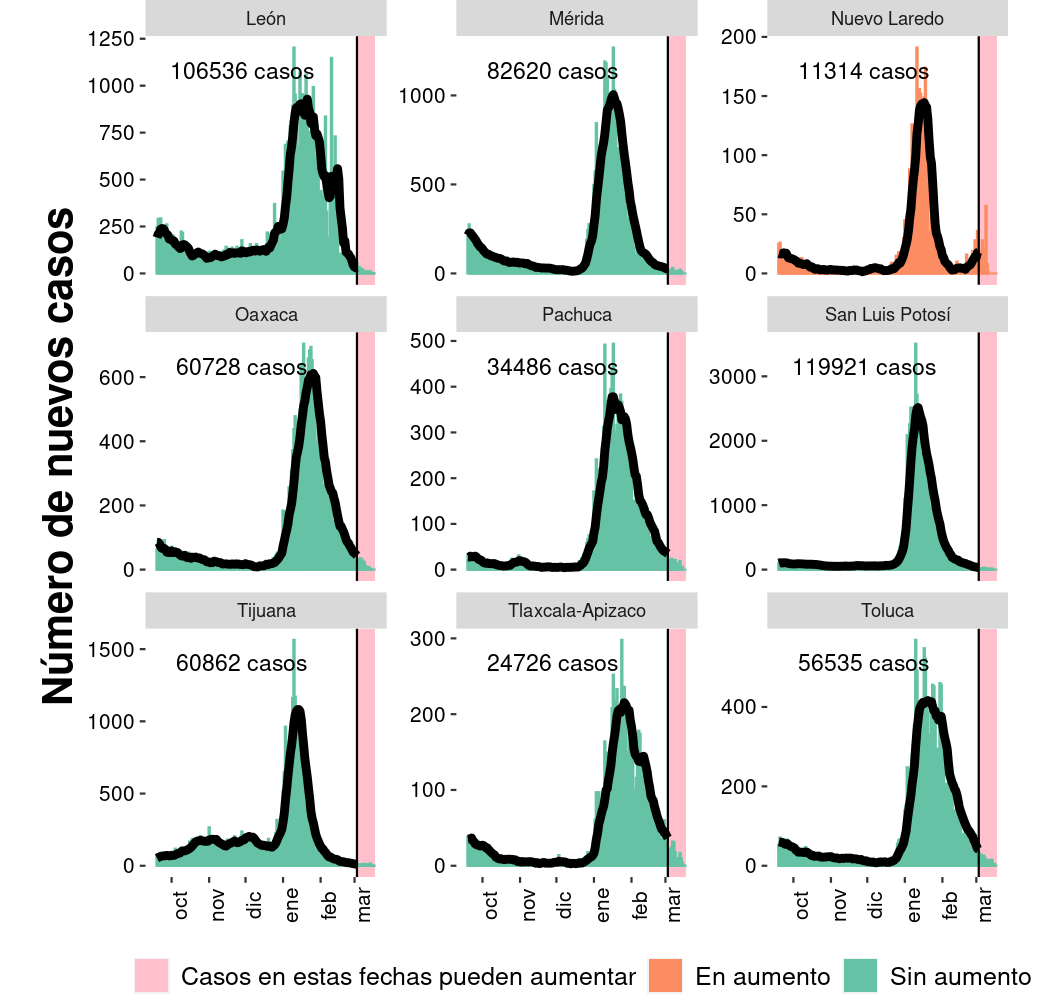 Número de nuevos casos
León
106536 casos
1250
1000
750
500
250
0
Mérida
82620 casos
1000
500
0
Nuevo Laredo
11314 casos
200
150
100
50
0
Oaxaca
60728 casos
600
400
200
0
Pachuca
34486 casos
500
400
300
200
100
0
San Luis Potosí
119921 casos
3000
2000
1000
0
Tijuana
60862 casos
1500
1000
500
0
oct nov dic ene feb mar
Tlaxcala-Apizaco
24726 casos
300
200
100
0
oct nov dic ene feb mar
Toluca
56535 casos
400
200
0
oct nov dic ene feb mar
Casos en estas fechas pueden aumentar En aumento Sin aumento